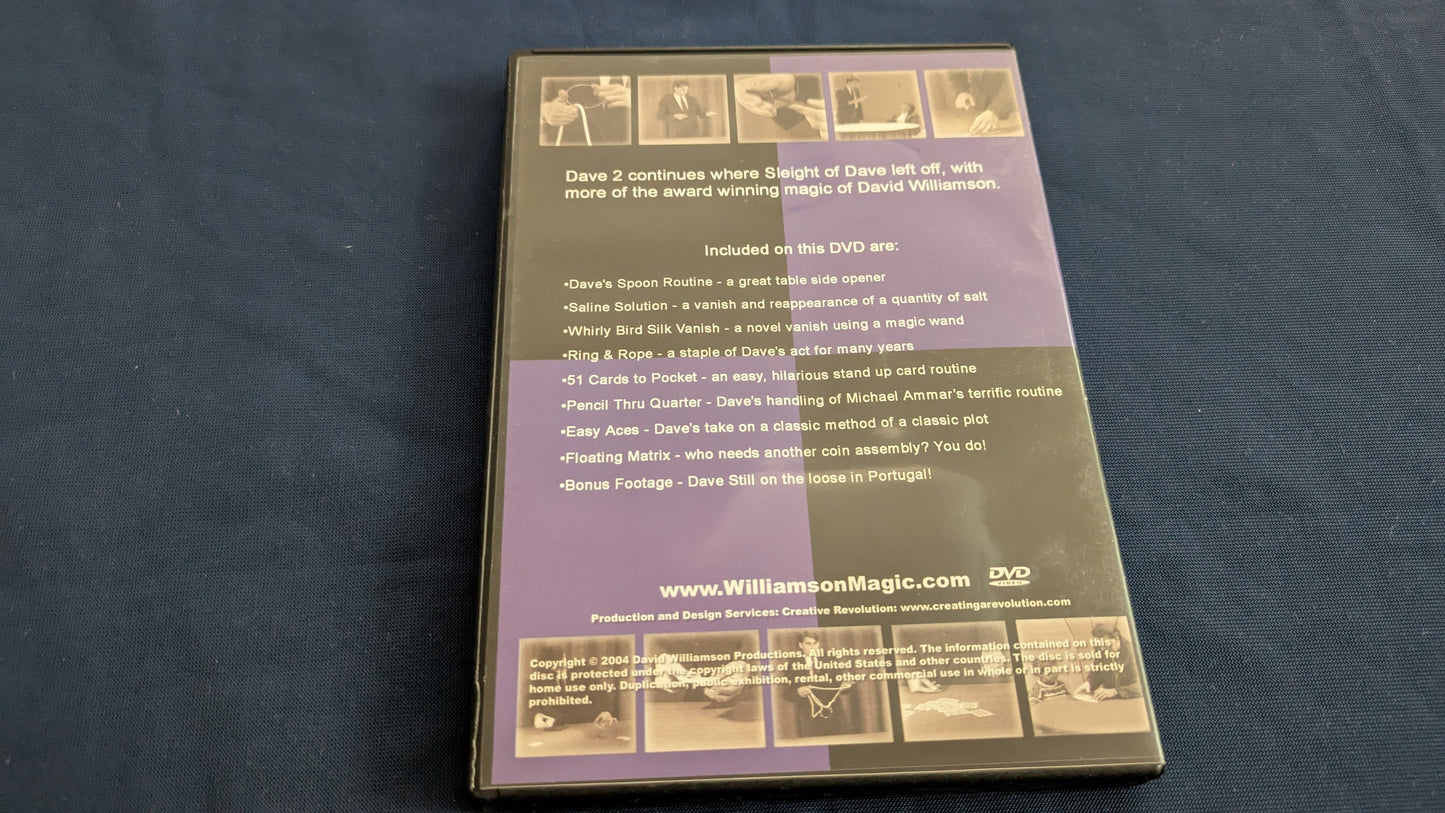 Dave 2 continues where Sleight of Dave left off, with
more of the award winning magic of David Williamson.
Included on this DVD are:
•Dave's Spoon Routine - a great table side opener
•Saline Solution - a vanish and reappearance of a quantity of salt
•Whirly Bird Silk Vanish - a novel vanish using a magic wand
•Ring & Rope - a staple of Dave's act for many years
•51 Cards to Pocket - an easy, hilarious stand up card routine
•Pencil Thru Quarter - Dave's handling of Michael Ammar's terrific routine
•Easy Aces - Dave's take on a classic method of a classic plot
•Floating Matrix - who needs another coin assembly? You do!
•Bonus Footage - Dave Still on the loose in Portugal!
www.WilliamsonMagic.com DVD VIDEO
Production and Design Services: Creative Revolution: www.creatingarevolution.com
Copyright © 2004 David Williamson Productions. All rights reserved. The information contained on this
disc is protected under the copyright laws of the United States and other countries. The disc is sold for
home use only. Duplication, public exhibition, rental, other commercial use in whole or in part is strictly
prohibited.